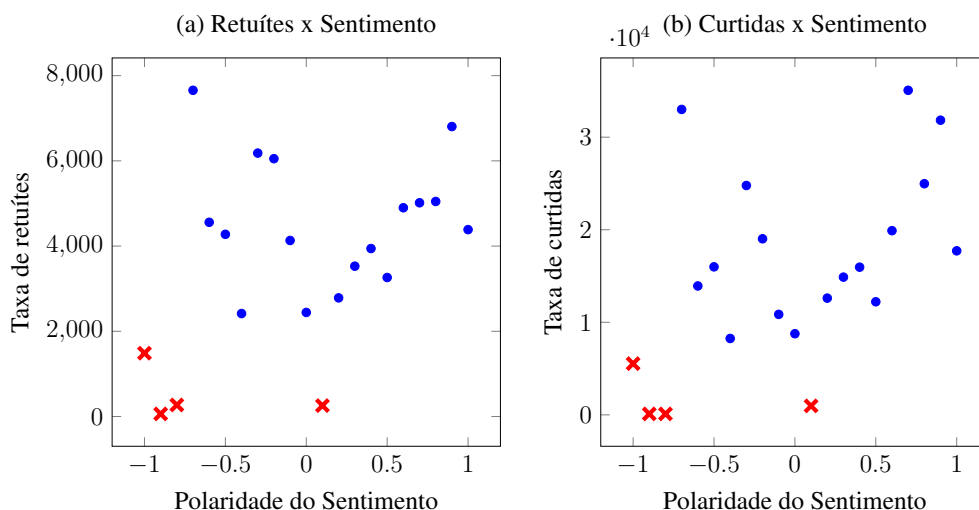 (a) Retuítes x Sentimento
8,000
6,000
4,000
2,000
0
−1 −0.5 0 0.5 1
Taxa de retuítes
Polaridade do Sentimento
(b) Curtidas x Sentimento
·10⁴
3
2
1
0
−1 −0.5 0 0.5 1
Taxa de curtidas
Polaridade do Sentimento